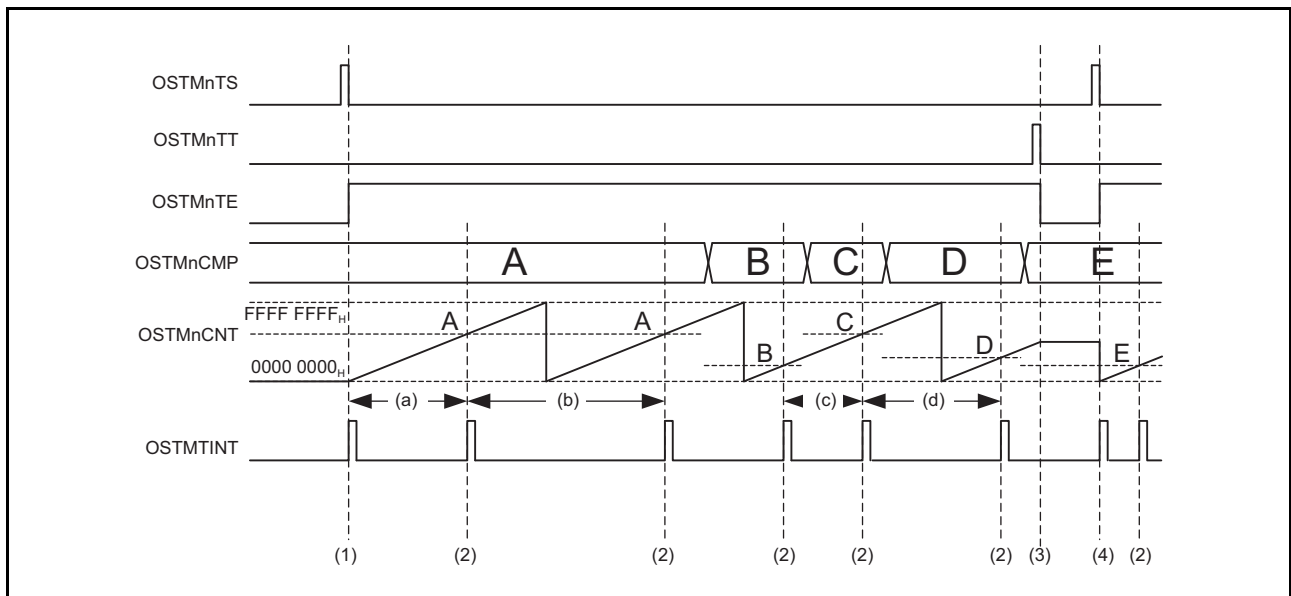 OSTMnTS
OSTMnTT
OSTMnTE
OSTMnCMP
A B C D E
FFFF FFFFH
OSTMnCNT
A A C
B D E
0000 0000H
(a) (b) (c) (d)
OSTMTINT
(1) (2) (2) (2) (2) (2) (3) (4) (2)